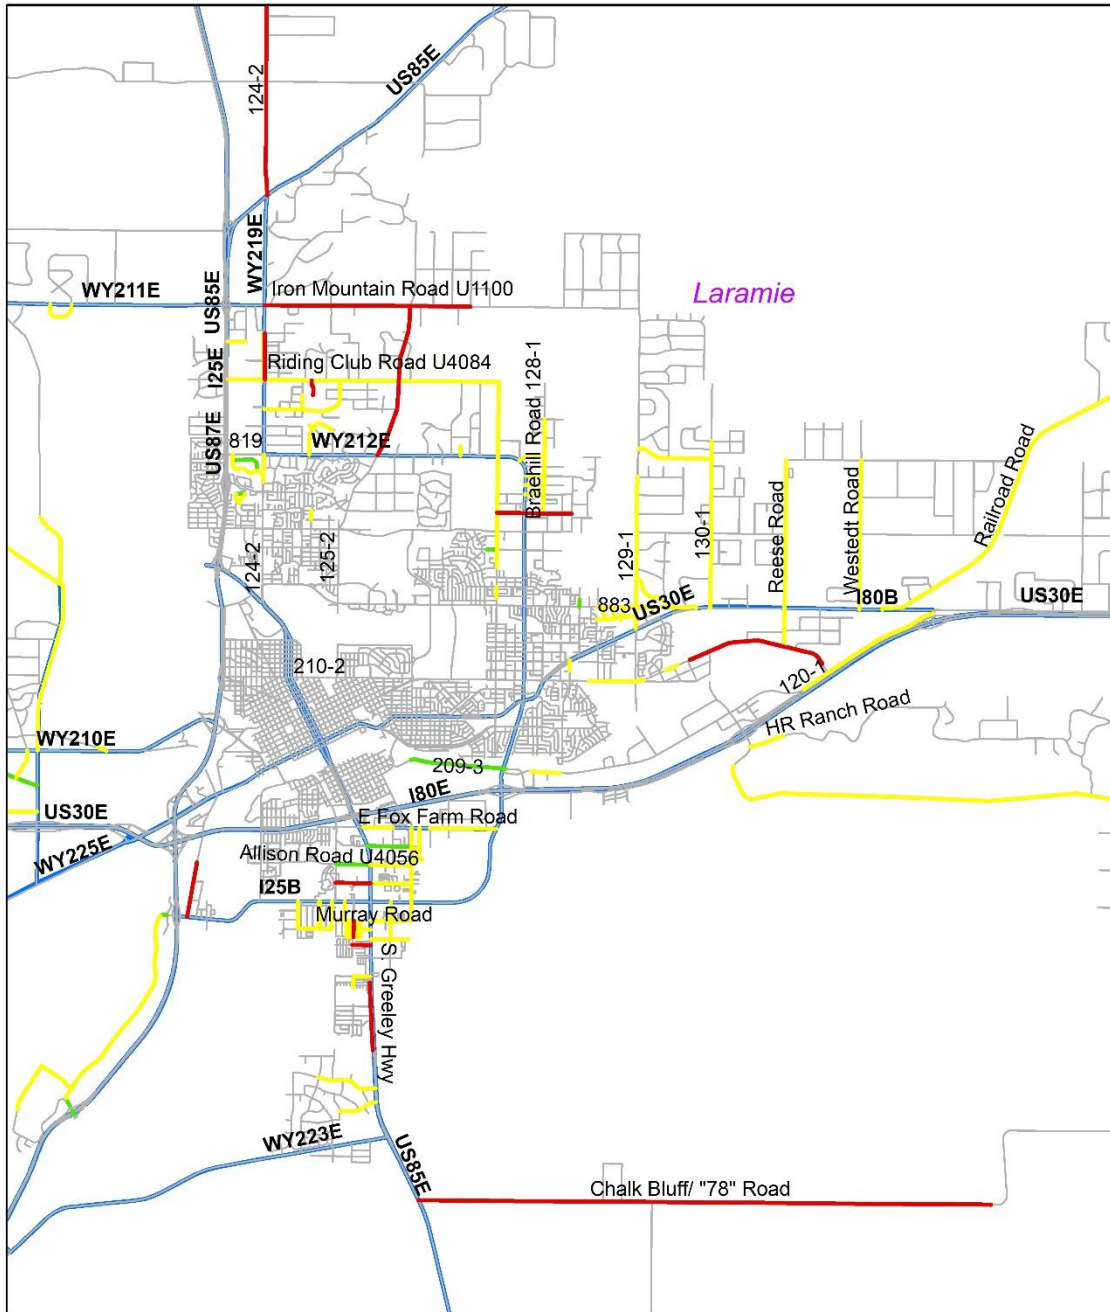 124-2
US85E
WY219E
Iron Mountain Road U1100
WY211E
US85E
Laramie
I25E
Riding Club Road U4084
Braehill Road 128-1
US87E
819
WY212E
Railroad Road
Reese Road
Westedt Road
129-1
130-1
124-2
125-2
883
US30E
I80B
US30E
210-2
120-1
HR Ranch Road
WY210E
209-3
I80E
US30E
E Fox Farm Road
WY225E
Allison Road U4056
I25B
Murray Road
S. Greeley Hwy
WY223E
US85E
Chalk Bluff/ "78" Road